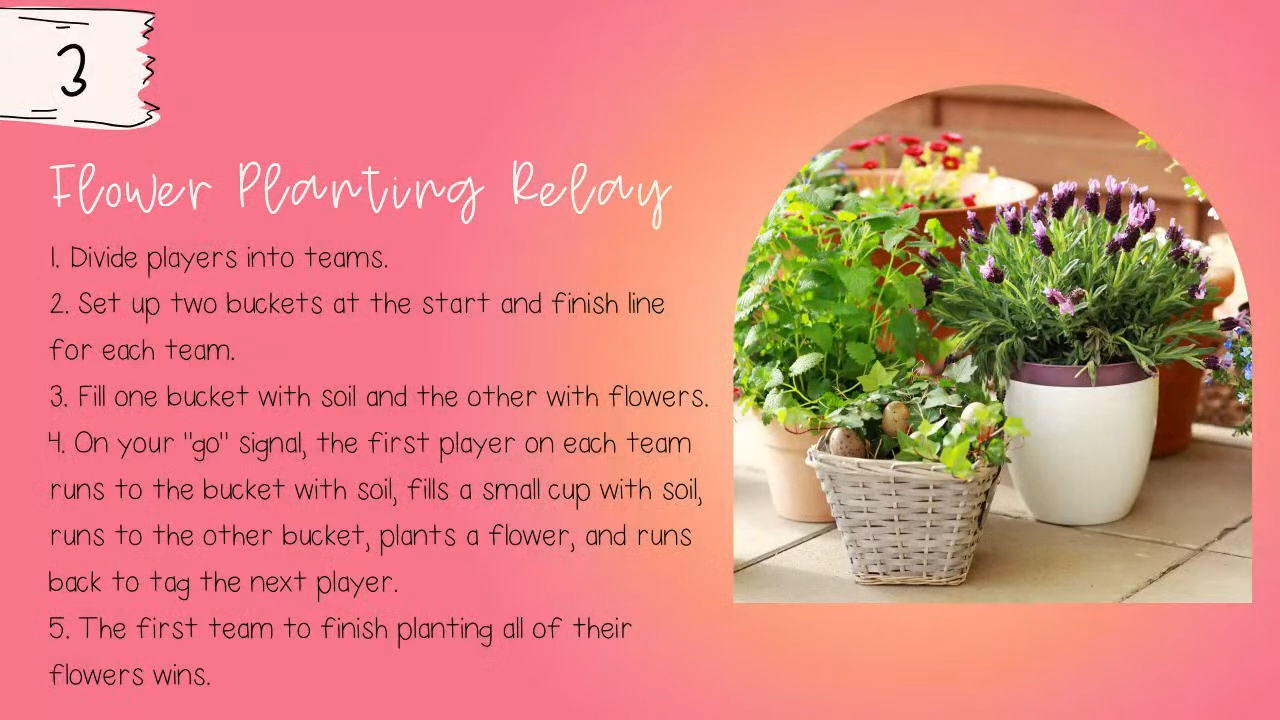 3
Flower Planting Relay
1. Divide players into teams.
2. Set up two buckets at the start and finish line
for each team.
3. Fill one bucket with soil and the other with flowers.
4. On your "go" signal, the first player on each team
runs to the bucket with soil, fills a small cup with soil,
runs to the other bucket, plants a flower, and runs
back to tag the next player.
5. The first team to finish planting all of their
flowers wins.